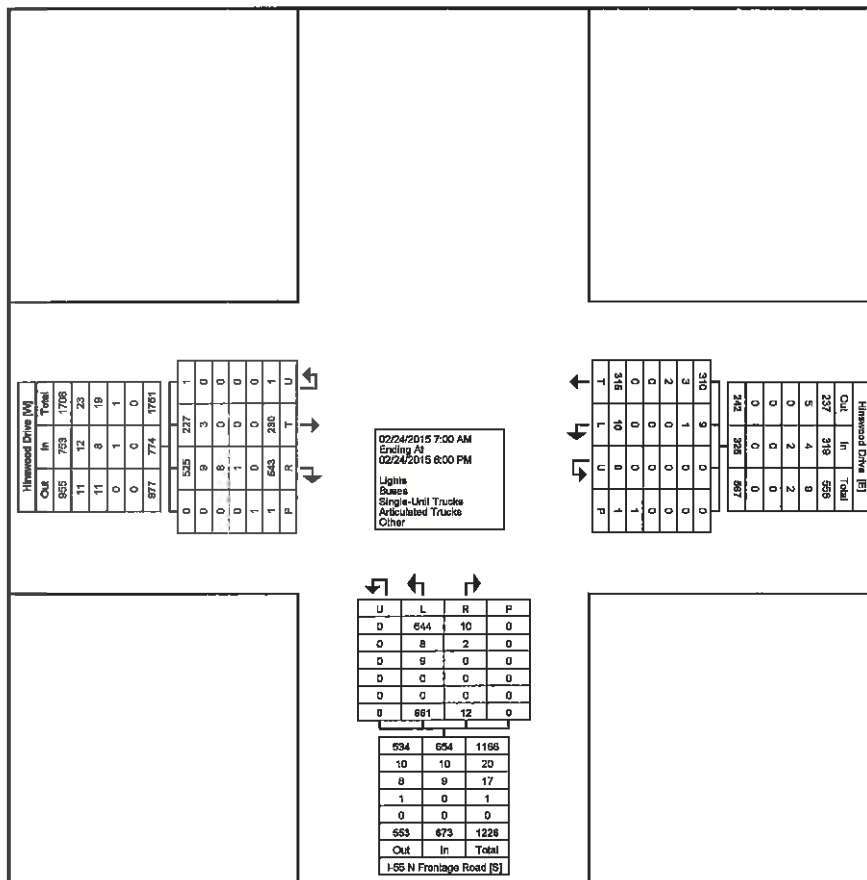 Hinswood Drive [W]
Total 1708 23 19 1 0 1751
In 753 12 8 1 0 774
Out 955 11 11 0 0 977
1 0 0 0 0 1 U
227 3 0 0 0 230 T
525 9 8 1 0 543 R
0 0 0 0 1 1 P
02/24/2015 7:00 AM
Ending At
02/24/2015 6:00 PM
Lights
Buses
Single-Unit Trucks
Articulated Trucks
Other
T 315 0 0 2 3 310
L 10 0 0 0 1 9
U 0 0 0 0 0 0
P 1 1 0 0 0 0
Hinswood Drive [E]
Out In Total
237 319 556
5 4 9
0 2 2
0 0 0
0 0 0
242 325 567
U L R P
0 644 10 0
0 8 2 0
0 9 0 0
0 0 0 0
0 0 0 0
0 661 12 0
534 654 1188
10 10 20
8 9 17
1 0 1
0 0 0
553 673 1226
Out In Total
I-55 N Frontage Road [S]